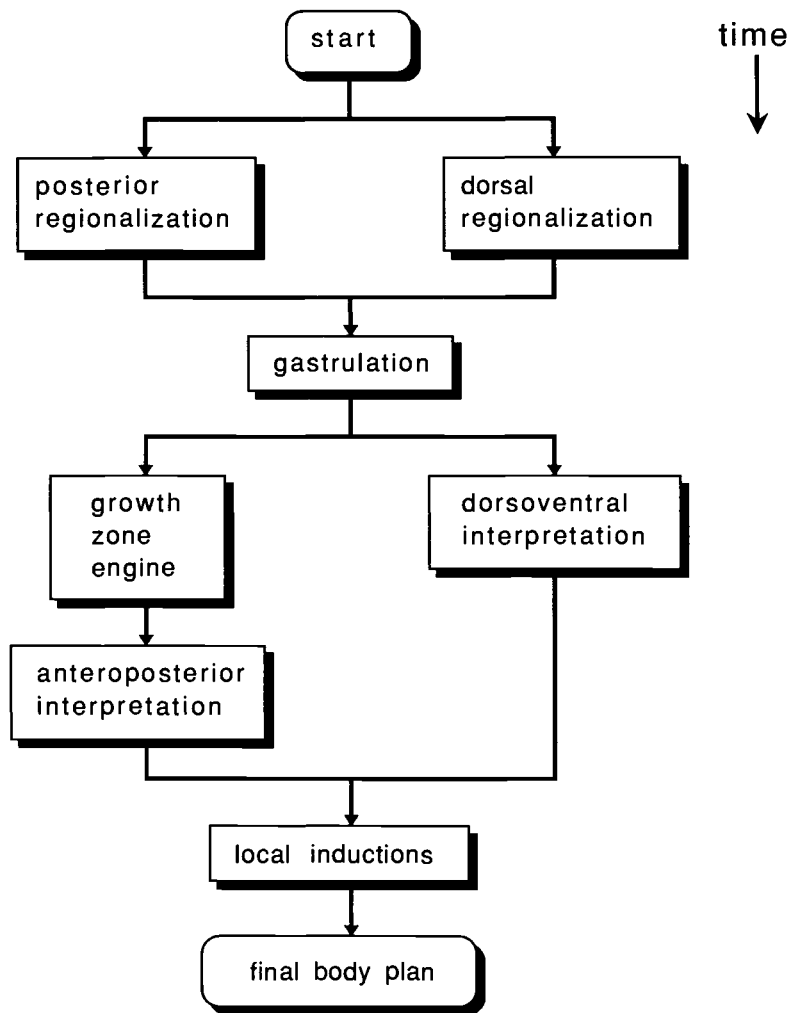 start
time
posterior
regionalization
dorsal
regionalization
gastrulation
growth
zone
engine
dorsoventral
interpretation
anteroposterior
interpretation
local inductions
final body plan